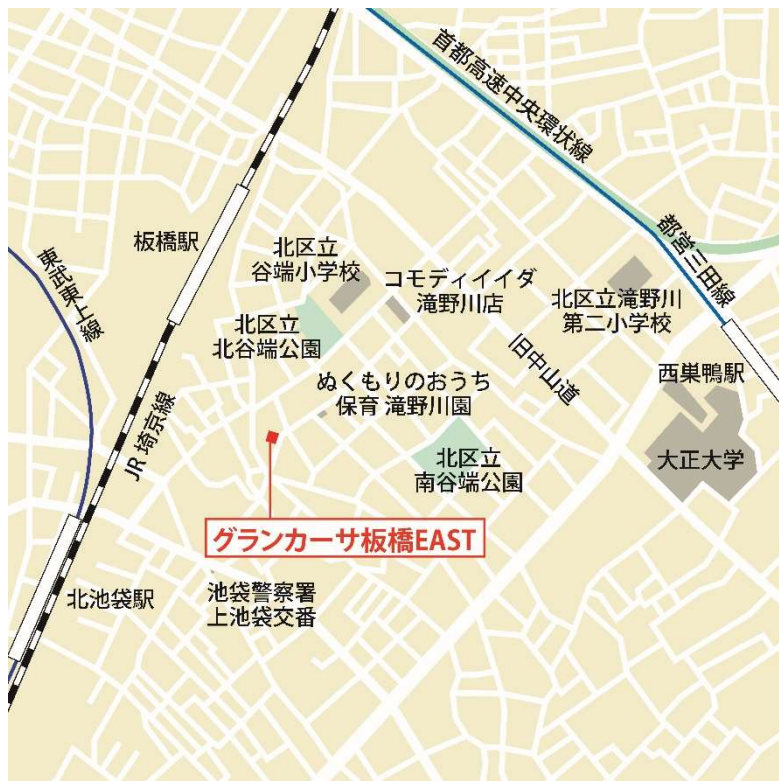 首都高速中央環状線
板橋駅
北区立
谷端小学校
コモディイイダ
滝野川店
都営三田線
東武東上線
北区立
北谷端公園
北区立滝野川
第二小学校
旧中山道
ぬくもりのおうち
保育 滝野川園
西巣鴨駅
JR 埼京線
北区立
南谷端公園
大正大学
グランカーサ板橋EAST
北池袋駅
池袋警察署
上池袋交番